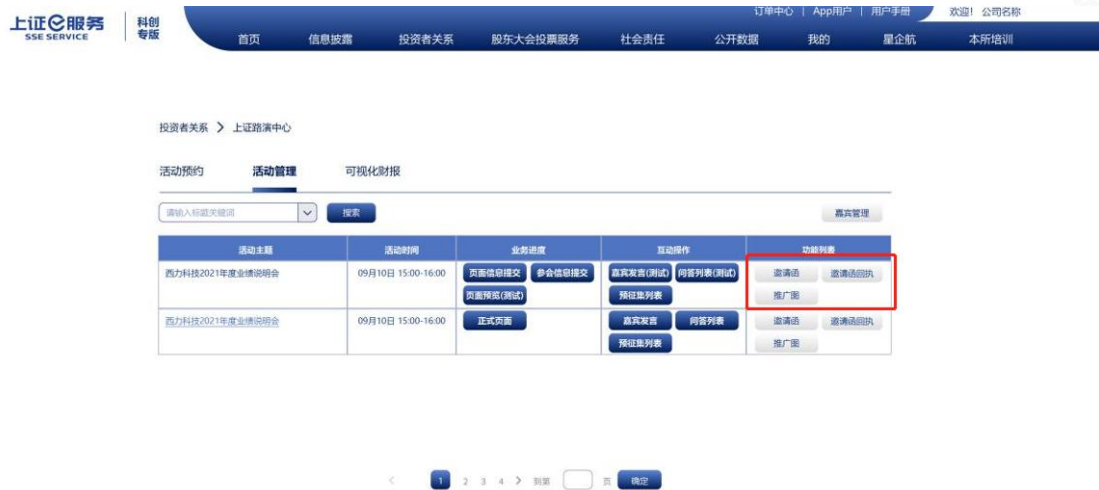 订单中心 | App用户 | 用户手册 欢迎！ 公司名称
上证e服务 科创
SSE SERVICE 专版
首页 信息披露 投资者关系 股东大会投票服务 社会责任 公开数据 我的 星企航 本所培训
投资者关系 > 上证路演中心
活动预约 活动管理 可视化财报
请输入标题关键词 搜索 嘉宾管理
活动主题 活动时间 业务进度 互动操作 功能列表
西力科技2021年度业绩说明会 09月10日 15:00-16:00 页面信息提交 参会信息提交 嘉宾发言(测试) 问答列表(测试) 邀请函 邀请函回执
页面预览(测试) 预征集列表 推广图
西力科技2021年度业绩说明会 09月10日 15:00-16:00 正式页面 嘉宾发言 问答列表 邀请函 邀请函回执
预征集列表 推广图
< 1 2 3 4 > 到第 页 确定